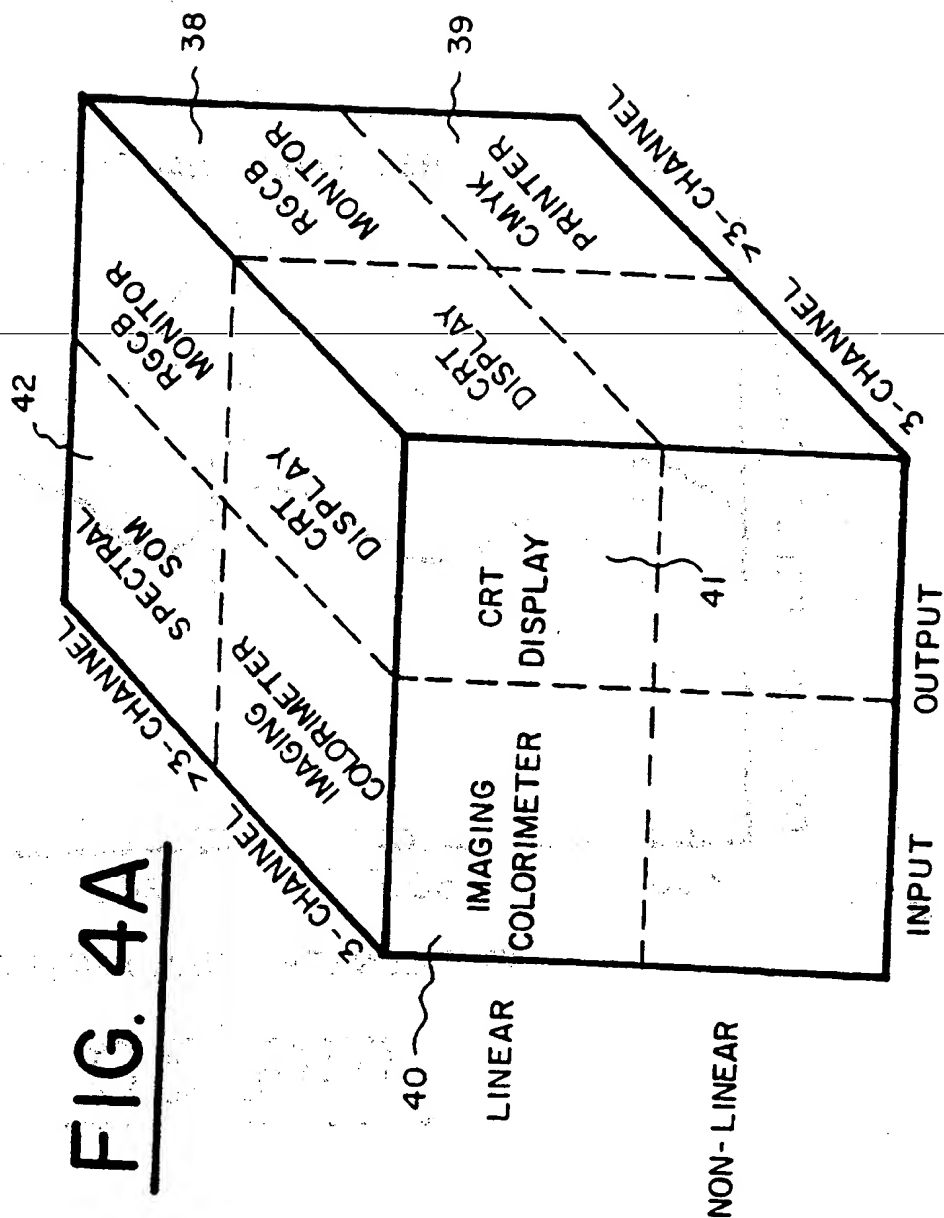 FIG. 4A
42
38
39
SPECTRAL
SOM
RGCB
MONITOR
RGCB
MONITOR
IMAGING
COLORIMETER
CRT
DISPLAY
CRT
DISPLAY
CMYK
PRINTER
3-CHANNEL >3-CHANNEL
40
IMAGING
COLORIMETER
CRT
DISPLAY
41
LINEAR
NON-LINEAR
INPUT
OUTPUT
3-CHANNEL >3-CHANNEL